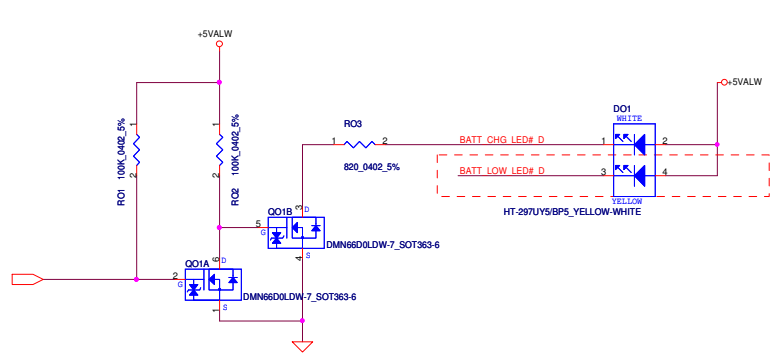 +5VALW
+5VALW
DO1
WHITE
RO1
100K_0402_5%
1
2
RO2
100K_0402_5%
1
2
RO3
1
2
820_0402_5%
BATT_CHG_LED#_D
1
2
BATT_LOW_LED#_D
3
4
YELLOW
HT-297UY5/BP5_YELLOW-WHITE
QO1B
3
D
5
G
4
S
DMN66D0LDW-7_SOT363-6
QO1A
6
D
2
G
1
S
DMN66D0LDW-7_SOT363-6